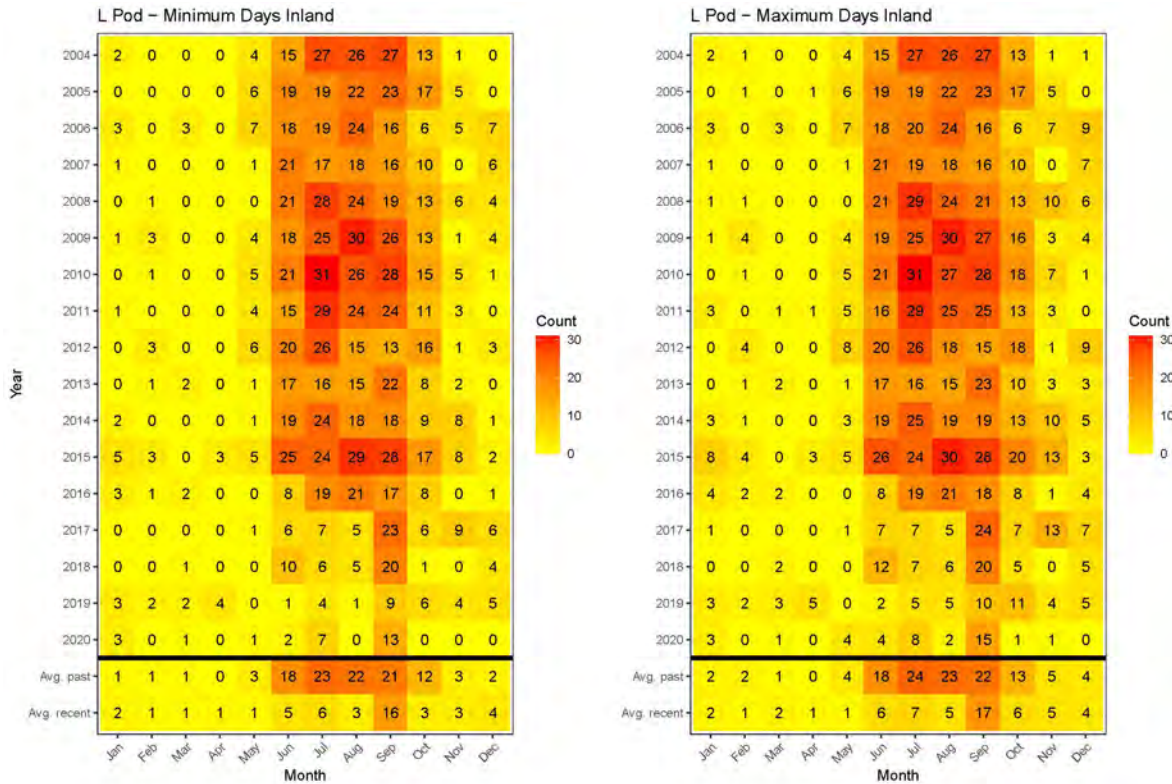 L Pod – Minimum Days Inland
2004 2 0 0 0 4 15 27 26 27 13 1 0
2005 0 0 0 0 6 19 19 22 23 17 5 0
2006 3 0 3 0 7 18 19 24 16 6 5 7
2007 1 0 0 0 1 21 17 18 16 10 0 6
2008 0 1 0 0 0 21 28 24 19 13 6 4
2009 1 3 0 0 4 18 25 30 26 13 1 4
2010 0 1 0 0 5 21 31 26 28 15 5 1
2011 1 0 0 0 4 15 29 24 24 11 3 0
2012 0 3 0 0 6 20 26 15 13 16 1 3
2013 0 1 2 0 1 17 16 15 22 8 2 0
2014 2 0 0 0 1 19 24 18 18 9 8 1
2015 5 3 0 3 5 25 24 29 28 17 8 2
2016 3 1 2 0 0 8 19 21 17 8 0 1
2017 0 0 0 0 1 6 7 5 23 6 9 6
2018 0 0 1 0 0 10 6 5 20 1 0 4
2019 3 2 2 4 0 1 4 1 9 6 4 5
2020 3 0 1 0 1 2 7 0 13 0 0 0
Avg. past 1 1 1 0 3 18 23 22 21 12 3 2
Avg. recent 2 1 1 1 1 5 6 3 16 3 3 4
Jan Feb Mar Apr May Jun Jul Aug Sep Oct Nov Dec
Month
Year
Count
30
20
10
0
L Pod – Maximum Days Inland
2004 2 1 0 0 4 15 27 26 27 13 1 1
2005 0 1 0 1 6 19 19 22 23 17 5 0
2006 3 0 3 0 7 18 20 24 16 6 7 9
2007 1 0 0 0 1 21 19 18 16 10 0 7
2008 1 1 0 0 0 21 29 24 21 13 10 6
2009 1 4 0 0 4 19 25 30 27 16 3 4
2010 0 1 0 0 5 21 31 27 28 18 7 1
2011 3 0 1 1 5 16 29 25 25 13 3 0
2012 0 4 0 0 8 20 26 18 15 18 1 9
2013 0 1 2 0 1 17 16 15 23 10 3 3
2014 3 1 0 0 3 19 25 19 19 13 10 5
2015 8 4 0 3 5 26 24 30 28 20 13 3
2016 4 2 2 0 0 8 19 21 18 8 1 4
2017 1 0 0 0 1 7 7 5 24 7 13 7
2018 0 0 2 0 0 12 7 6 20 5 0 5
2019 3 2 3 5 0 2 5 5 10 11 4 5
2020 3 0 1 0 4 4 8 2 15 1 1 0
Avg. past 2 2 1 0 4 18 24 23 22 13 5 4
Avg. recent 2 1 2 1 1 6 7 5 17 6 5 4
Jan Feb Mar Apr May Jun Jul Aug Sep Oct Nov Dec
Month
Count
30
20
10
0